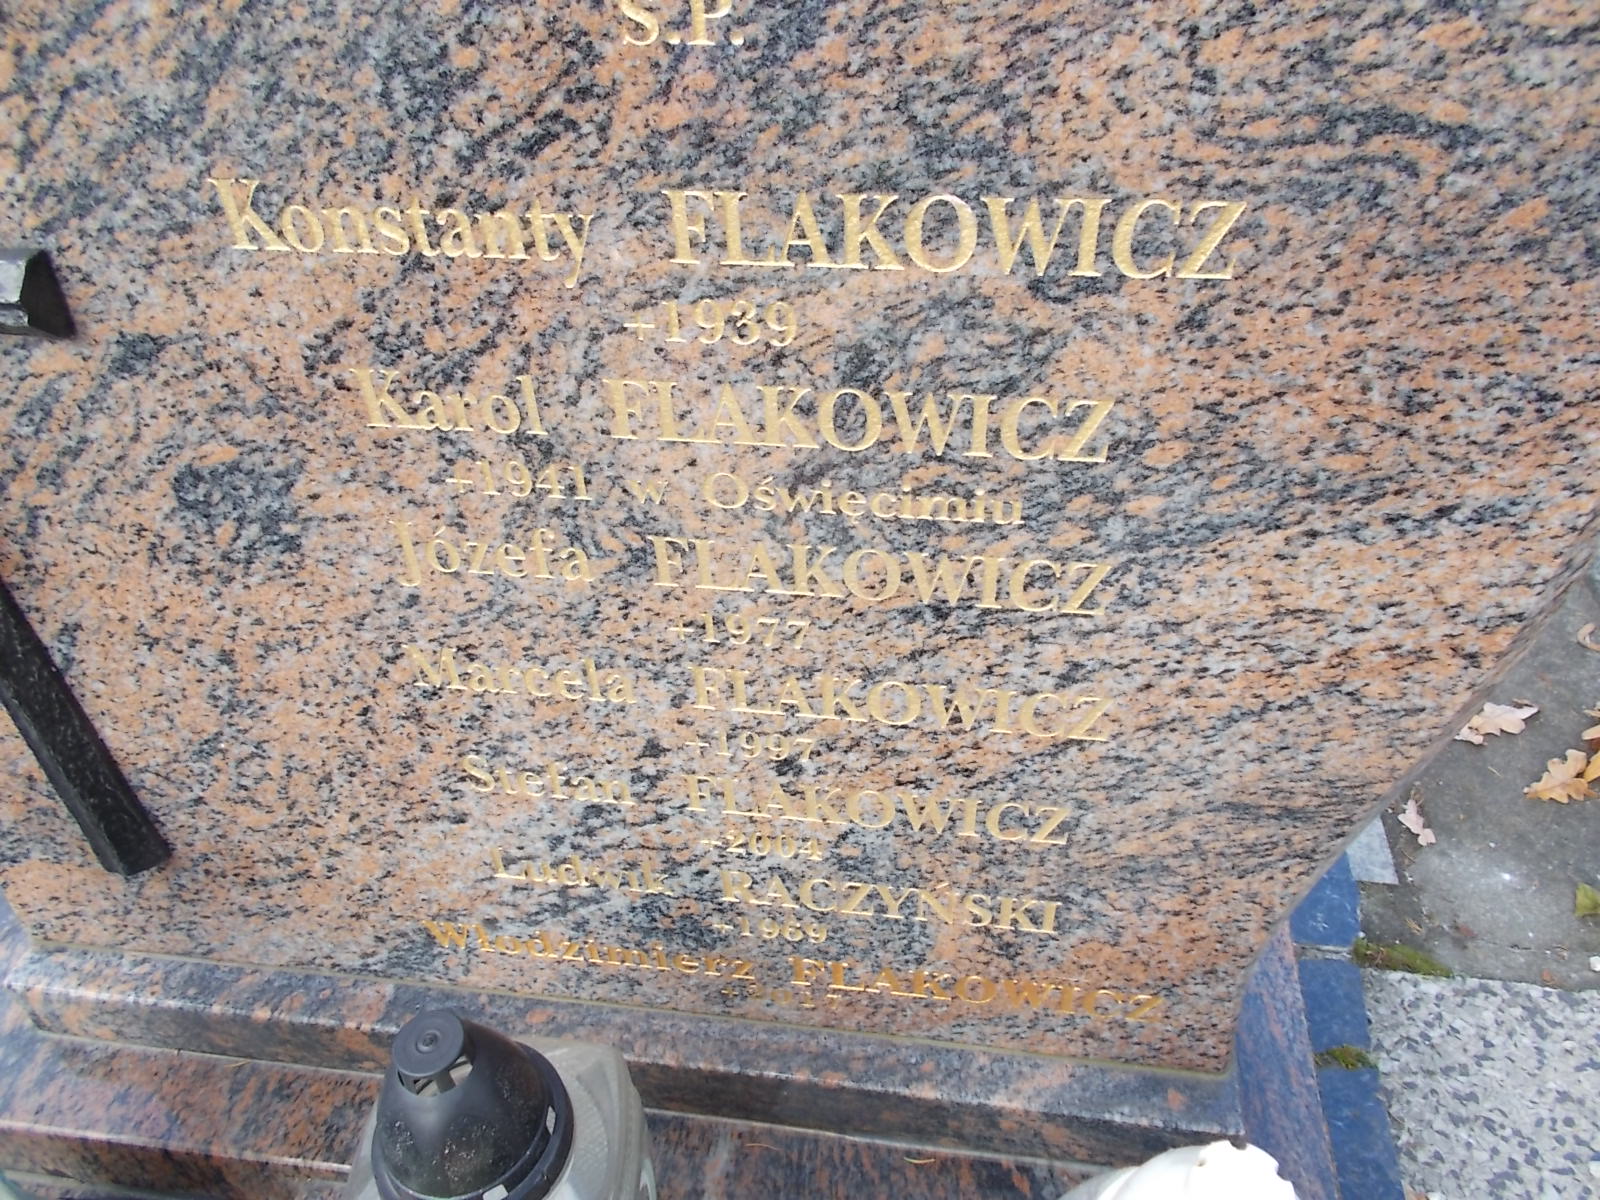 Ś.P.
Konstanty FLAKOWICZ
+1939
Karol FLAKOWICZ
+1941 w Oświęcimiu
Józefa FLAKOWICZ
+1977
Marcela FLAKOWICZ
+1997
Stefan FLAKOWICZ
+2004
Ludwik RACZYŃSKI
+1969
Włodzimierz FLAKOWICZ
+2017